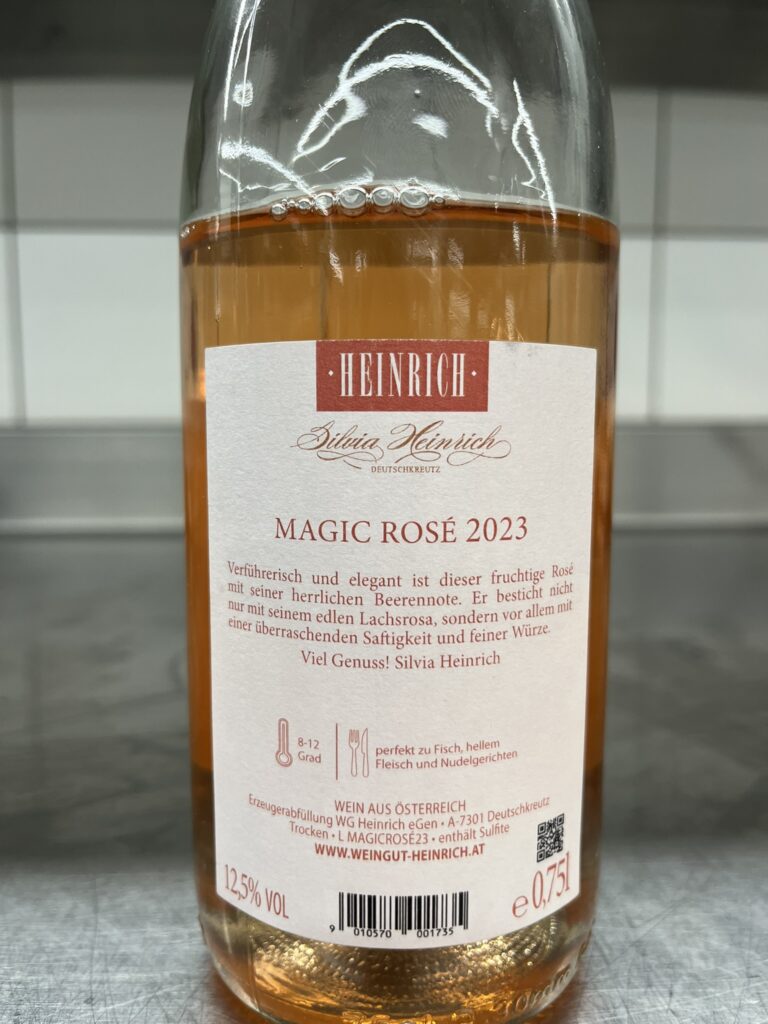 · HEINRICH ·
Silvia Heinrich
DEUTSCHKREUTZ
MAGIC ROSÉ 2023
Verführerisch und elegant ist dieser fruchtige Rosé
mit seiner herrlichen Beerennote. Er besticht nicht
nur mit seinem edlen Lachsrosa, sondern vor allem mit
einer überraschenden Saftigkeit und feiner Würze.
Viel Genuss! Silvia Heinrich
8-12
Grad
perfekt zu Fisch, hellem
Fleisch und Nudelgerichten
WEIN AUS ÖSTERREICH
Erzeugerabfüllung WG Heinrich eGen • A-7301 Deutschkreutz
Trocken • L MAGICROSÉ23 • enthält Sulfite
WWW.WEINGUT-HEINRICH.AT
12,5% VOL
℮ 0,75l
9 010570 001735